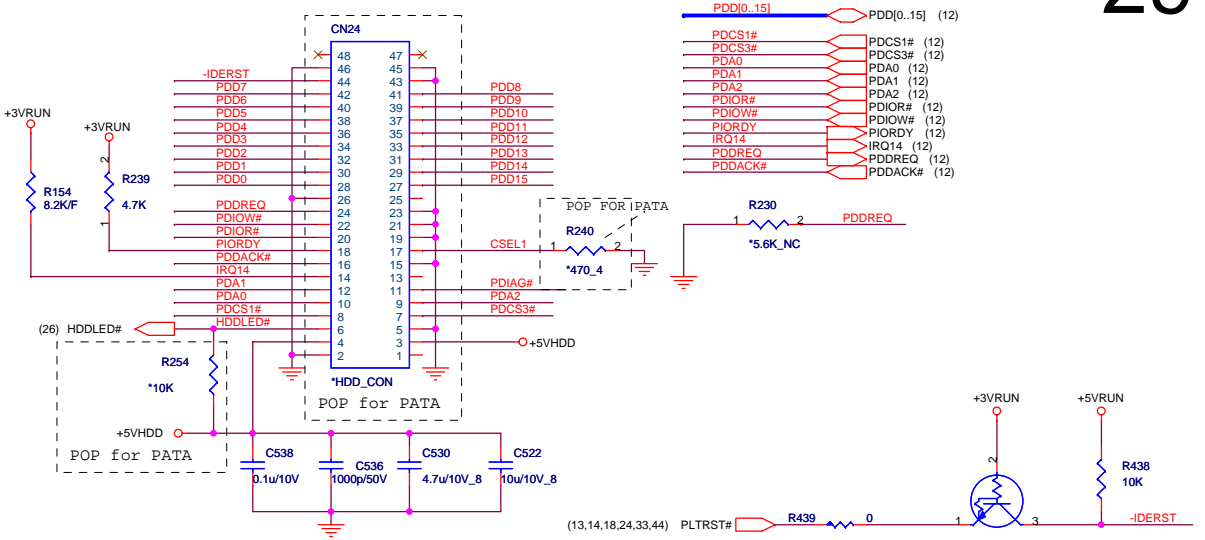 PDD[0..15]
PDD[0..15] (12)
CN24
PDCS1#
PDCS1# (12)
PDCS3#
PDCS3# (12)
PDA0
PDA0 (12)
PDA1
PDA1 (12)
PDA2
PDA2 (12)
PDIOR#
PDIOR# (12)
PDIOW#
PDIOW# (12)
PIORDY
PIORDY (12)
IRQ14
IRQ14 (12)
PDDREQ
PDDREQ (12)
PDDACK#
PDDACK# (12)
48 47
46 45
-IDERST 44 43
PDD7 42 41 PDD8
PDD6 40 39 PDD9
PDD5 38 37 PDD10
PDD4 36 35 PDD11
PDD3 34 33 PDD12
PDD2 32 31 PDD13
PDD1 30 29 PDD14
PDD0 28 27 PDD15
26 25
PDDREQ 24 23
PDIOW# 22 21
PDIOR# 20 19
PIORDY 18 17 CSEL1
PDDACK# 16 15
IRQ14 14 13
PDA1 12 11 PDIAG#
PDA0 10 9 PDA2
PDCS1# 8 7 PDCS3#
HDDLED# 6 5
4 3 +5VHDD
2 1
*HDD_CON
POP for PATA
+3VRUN
R154
8.2K/F
+3VRUN
2
R239
4.7K
1
POP FOR PATA
R240
1 2
*470_4
R230
1 2
PDDREQ
*5.6K_NC
(26) HDDLED#
R254
*10K
+5VHDD
POP for PATA
C538
0.1u/10V
C536
1000p/50V
C530
4.7u/10V_8
C522
10u/10V_8
+3VRUN
+5VRUN
2
R438
10K
(13,14,18,24,33,44) PLTRST#
R439 0
1 3
-IDERST